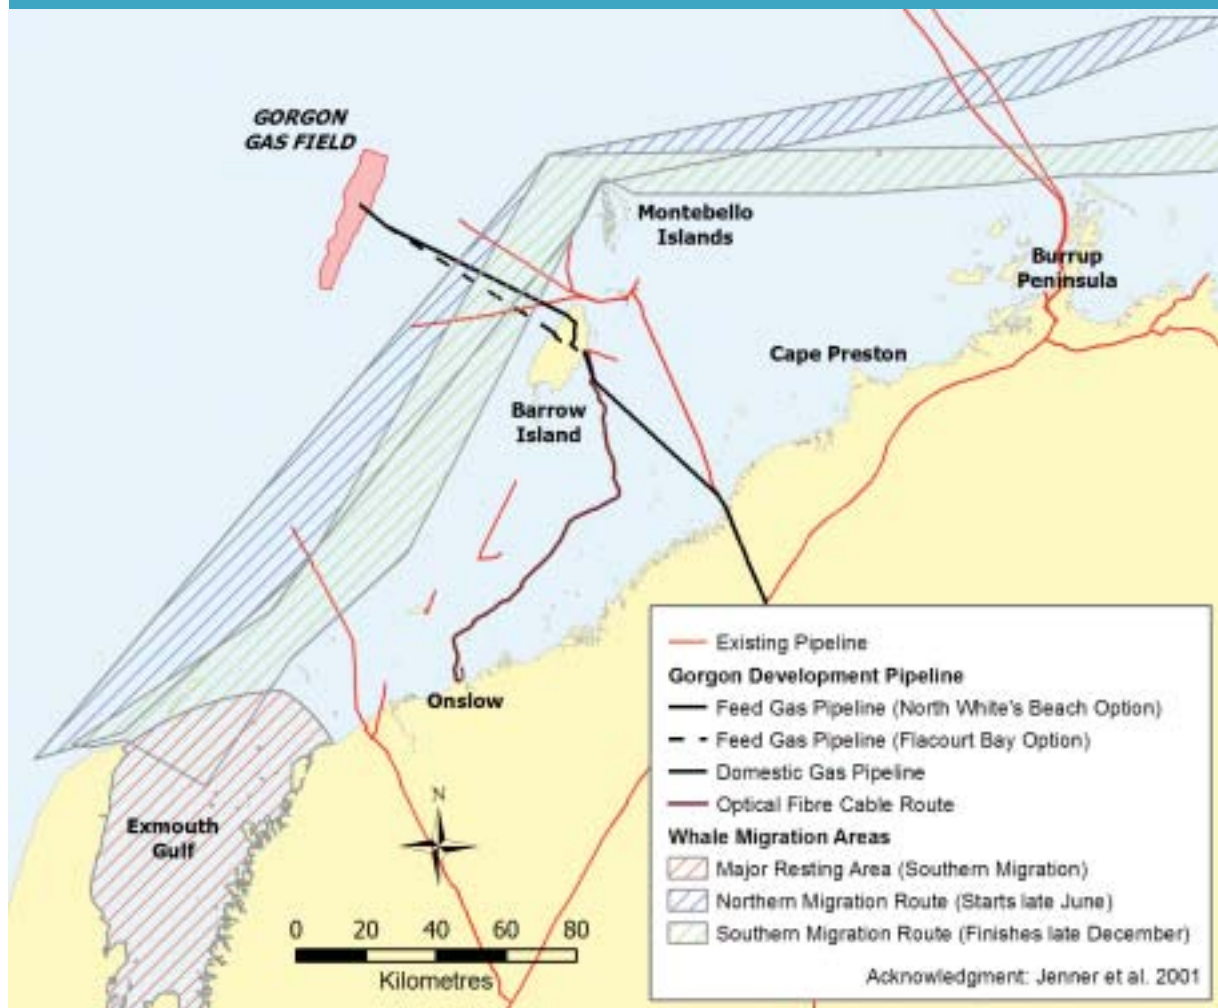 GORGON
GAS FIELD
Montebello
Islands
Burrup
Peninsula
Cape Preston
Barrow
Island
Onslow
Exmouth
Gulf
N
0 20 40 60 80
Kilometres
Existing Pipeline
Gorgon Development Pipeline
Feed Gas Pipeline (North White's Beach Option)
Feed Gas Pipeline (Flacourt Bay Option)
Domestic Gas Pipeline
Optical Fibre Cable Route
Whale Migration Areas
Major Resting Area (Southern Migration)
Northern Migration Route (Starts late June)
Southern Migration Route (Finishes late December)
Acknowledgment: Jenner et al. 2001